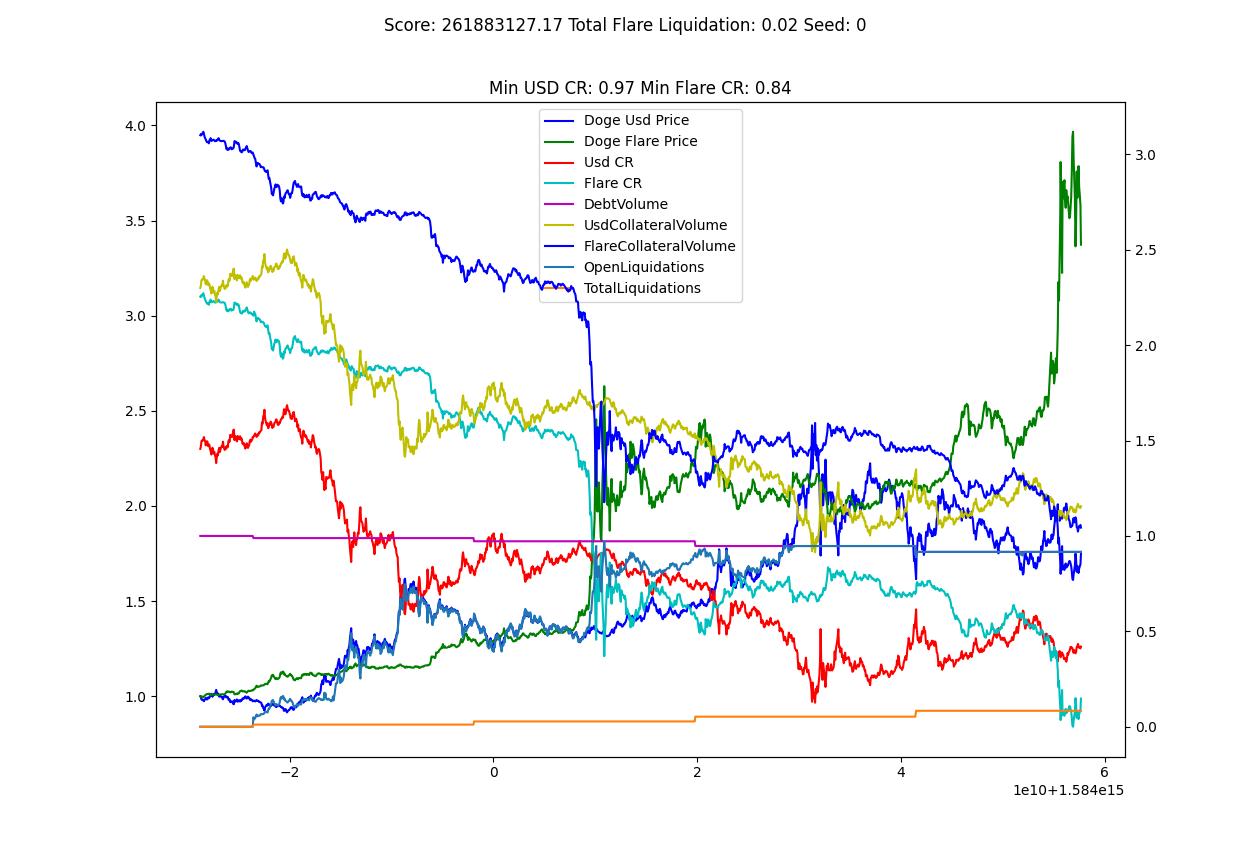 Score: 261883127.17 Total Flare Liquidation: 0.02 Seed: 0
Min USD CR: 0.97 Min Flare CR: 0.84
Doge Usd Price
Doge Flare Price
Usd CR
Flare CR
DebtVolume
UsdCollateralVolume
FlareCollateralVolume
OpenLiquidations
TotalLiquidations
4.0
3.5
3.0
2.5
2.0
1.5
1.0
3.0
2.5
2.0
1.5
1.0
0.5
0.0
−2 0 2 4 6
1e10+1.584e15